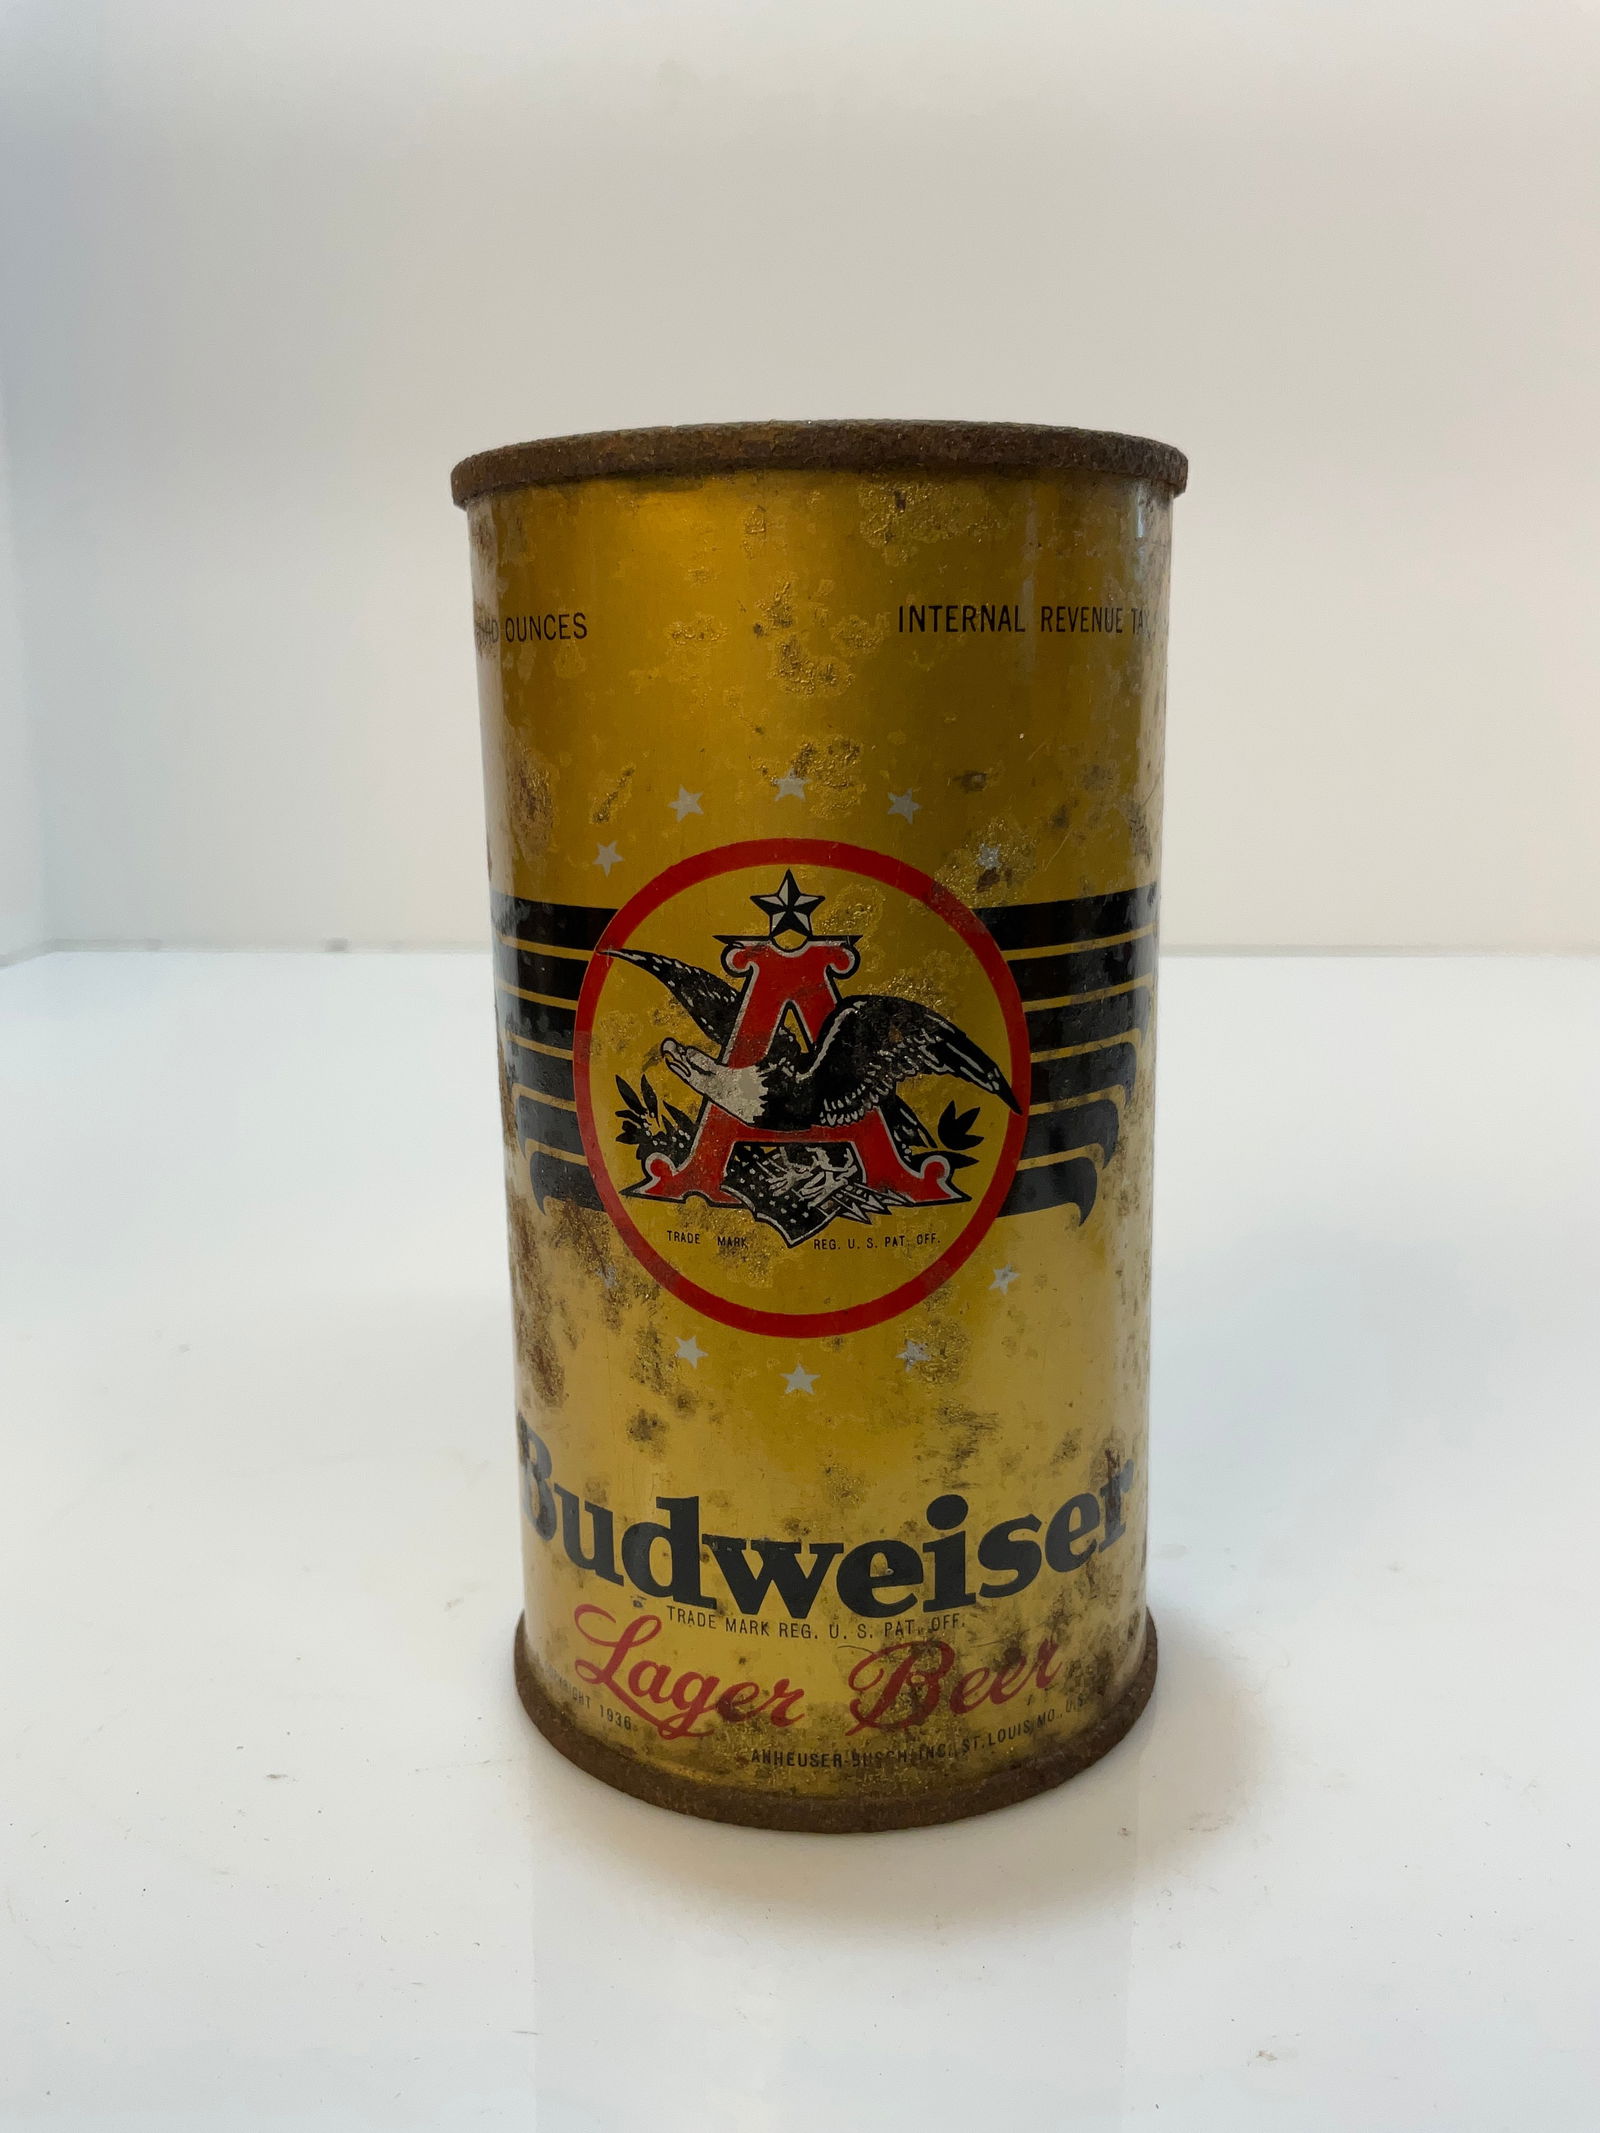 OUNCES
INTERNAL REVENUE TA
A
TRADE MARK REG. U. S. PAT. OFF.
Budweiser
TRADE MARK REG. U. S. PAT. OFF.
Lager Beer
1936
ANHEUSER-BUSCH, INC., ST. LOUIS, MO., U.S.